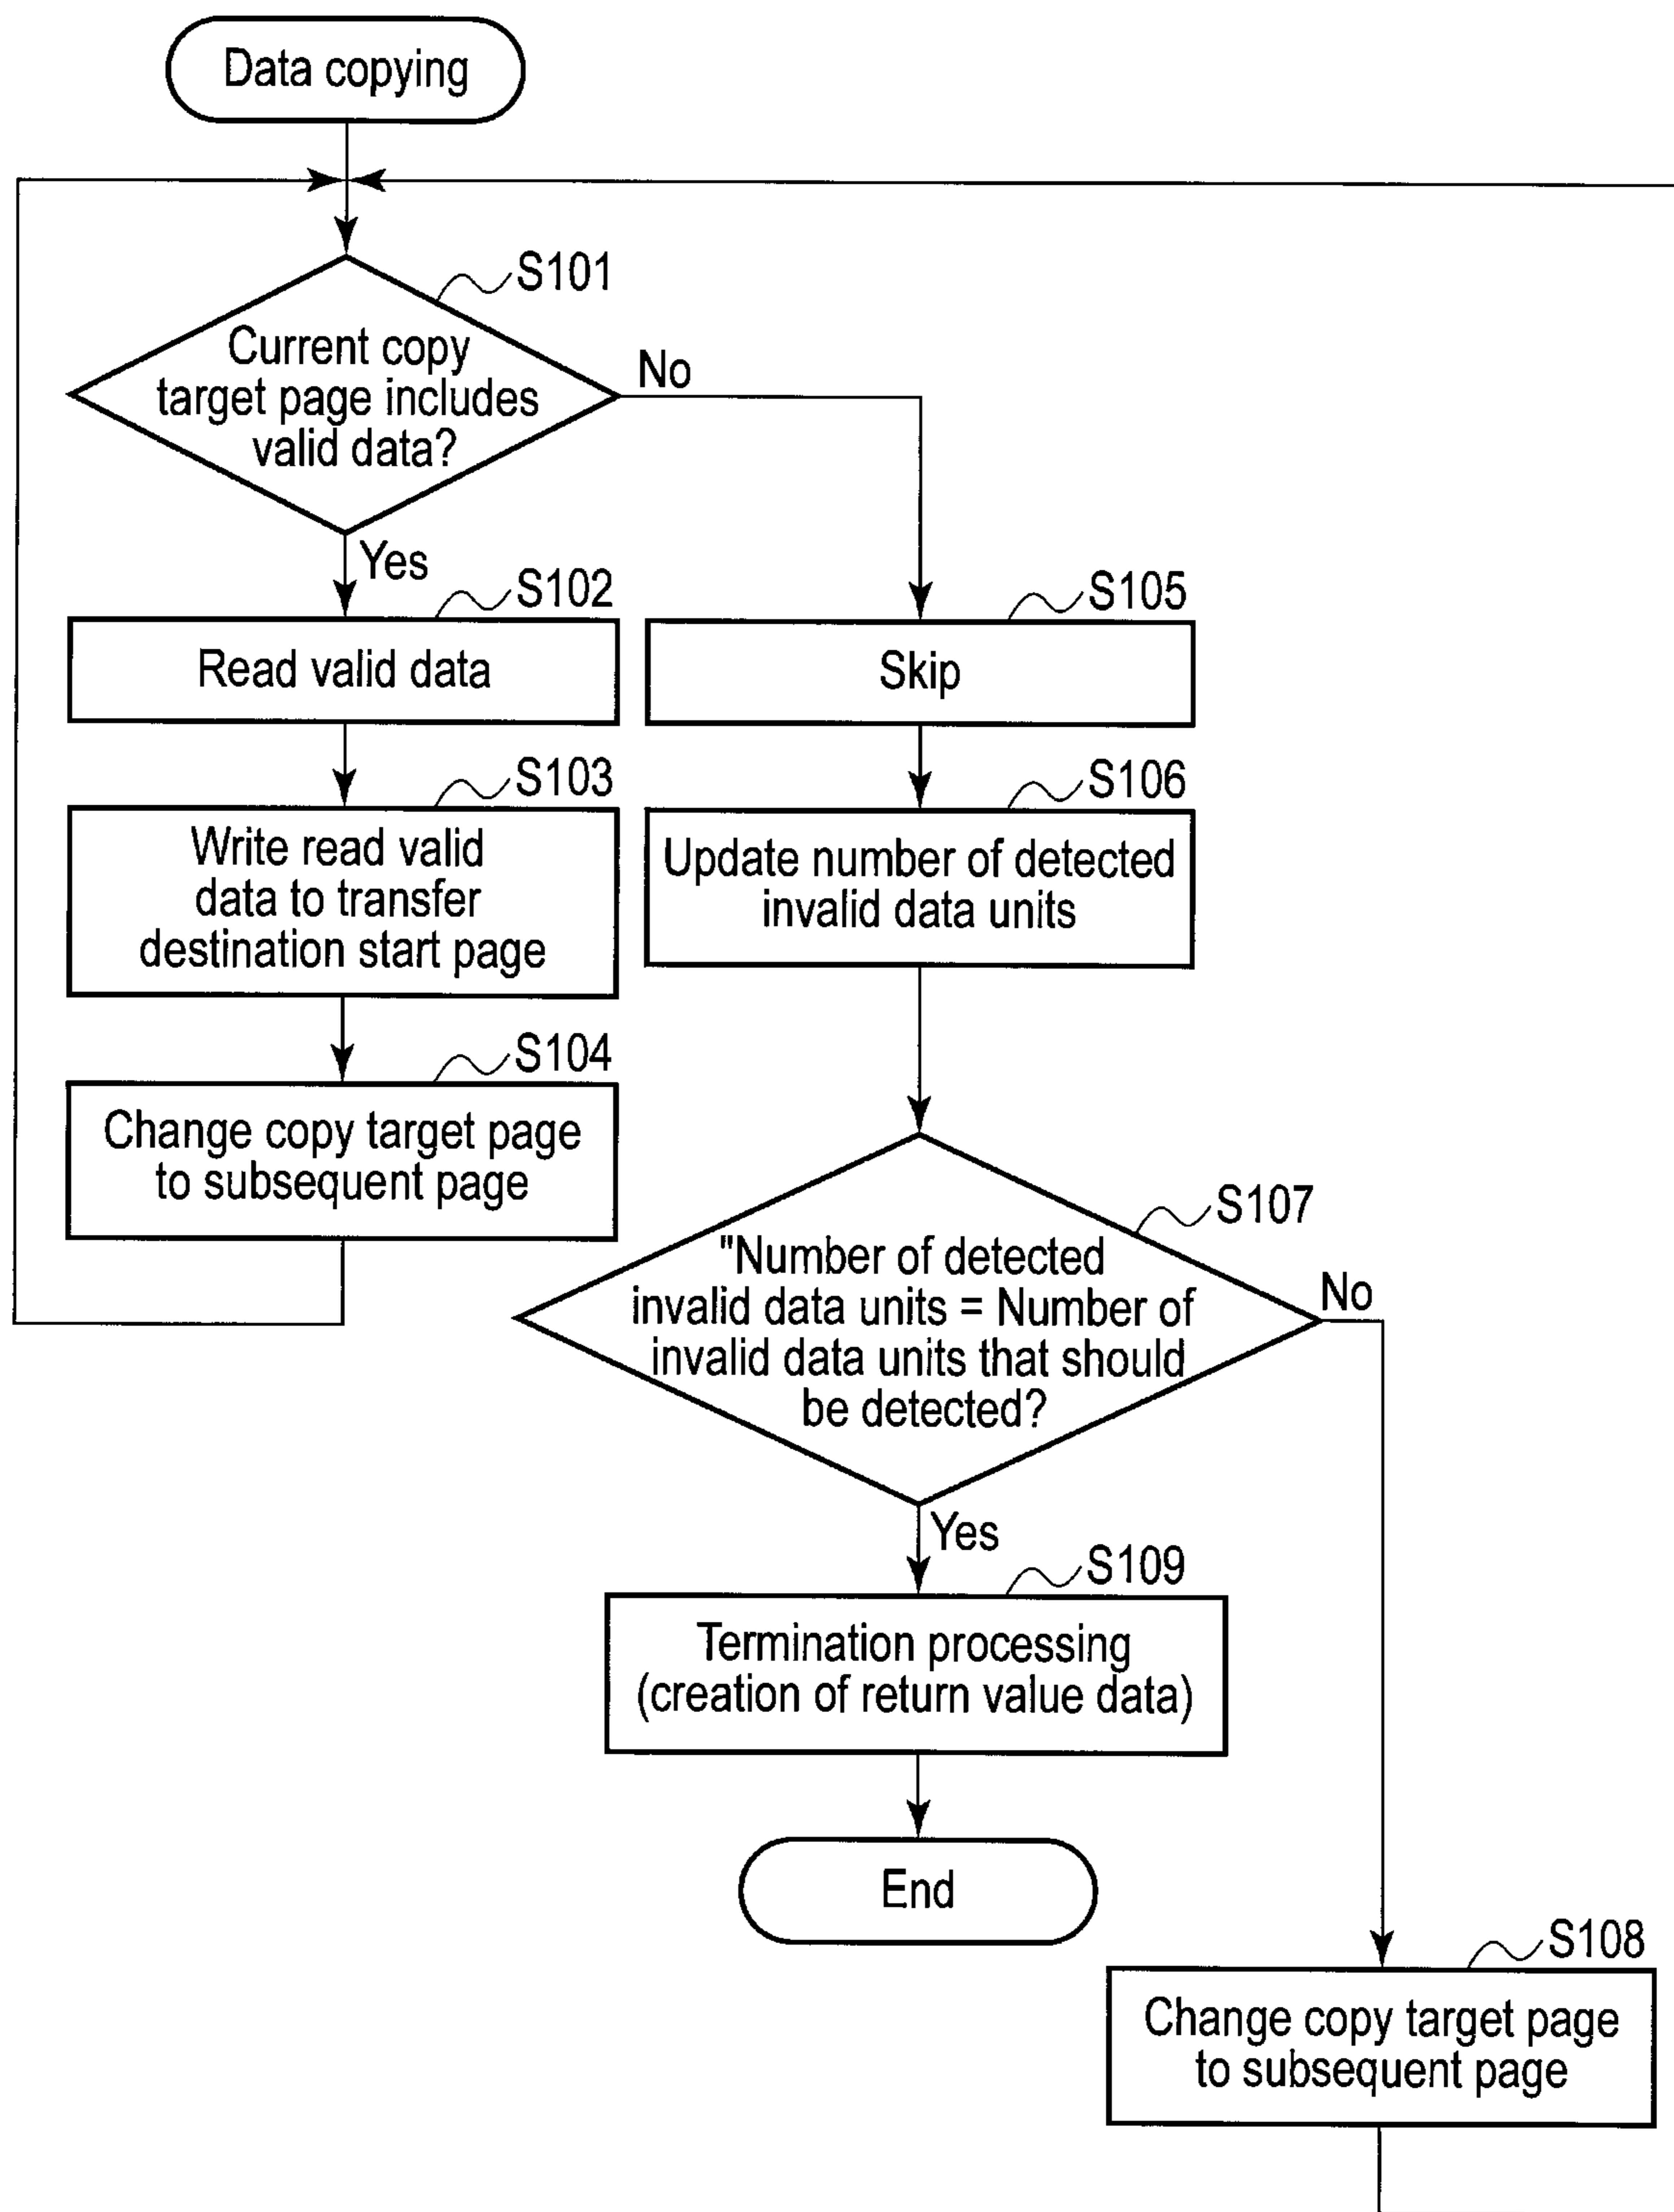 Data copying
S101
Current copy
target page includes
valid data?
No
Yes
S102
Read valid data
S105
Skip
S103
Write read valid
data to transfer
destination start page
S106
Update number of detected
invalid data units
S104
Change copy target page
to subsequent page
S107
"Number of detected
invalid data units = Number of
invalid data units that should
be detected?
No
Yes
S109
Termination processing
(creation of return value data)
End
S108
Change copy target page
to subsequent page